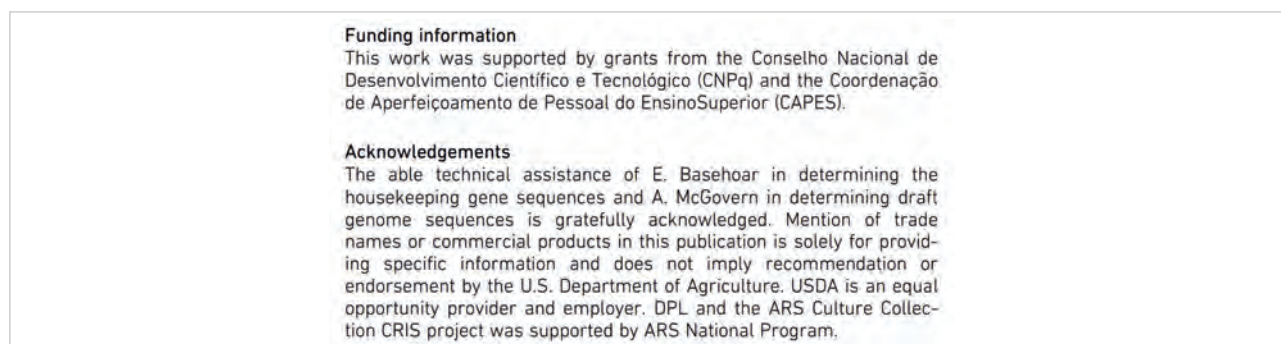 Funding information
This work was supported by grants from the Conselho Nacional de
Desenvolvimento Científico e Tecnológico (CNPq) and the Coordenação
de Aperfeiçoamento de Pessoal do EnsinoSuperior (CAPES).
Acknowledgements
The able technical assistance of E. Basehoar in determining the
housekeeping gene sequences and A. McGovern in determining draft
genome sequences is gratefully acknowledged. Mention of trade
names or commercial products in this publication is solely for provid-
ing specific information and does not imply recommendation or
endorsement by the U.S. Department of Agriculture. USDA is an equal
opportunity provider and employer. DPL and the ARS Culture Collec-
tion CRIS project was supported by ARS National Program.